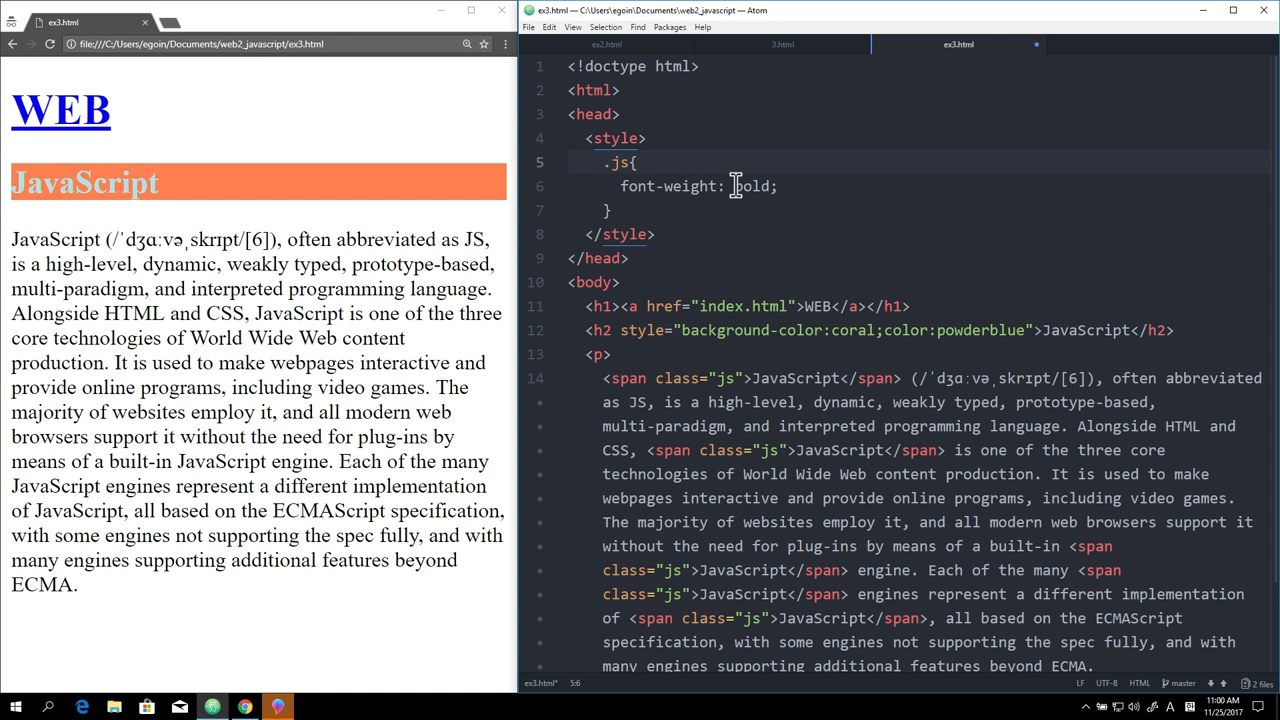 ex3.html
file:///C:/Users/egoin/Documents/web2_javascript/ex3.html
WEB
JavaScript
JavaScript (/ˈdʒɑːvəˌskrɪpt/[6]), often abbreviated as JS,
is a high-level, dynamic, weakly typed, prototype-based,
multi-paradigm, and interpreted programming language.
Alongside HTML and CSS, JavaScript is one of the three
core technologies of World Wide Web content
production. It is used to make webpages interactive and
provide online programs, including video games. The
majority of websites employ it, and all modern web
browsers support it without the need for plug-ins by
means of a built-in JavaScript engine. Each of the many
JavaScript engines represent a different implementation
of JavaScript, all based on the ECMAScript specification,
with some engines not supporting the spec fully, and with
many engines supporting additional features beyond
ECMA.
ex3.html — C:\Users\egoin\Documents\web2_javascript — Atom
File Edit View Selection Find Packages Help
ex2.html 3.html ex3.html
1 <!doctype html>
2 <html>
3 <head>
4 <style>
5 .js{
6 font-weight: bold;
7 }
8 </style>
9 </head>
10 <body>
11 <h1><a href="index.html">WEB</a></h1>
12 <h2 style="background-color:coral;color:powderblue">JavaScript</h2>
13 <p>
14 <span class="js">JavaScript</span> (/ˈdʒɑːvəˌskrɪpt/[6]), often abbreviated
as JS, is a high-level, dynamic, weakly typed, prototype-based,
multi-paradigm, and interpreted programming language. Alongside HTML and
CSS, <span class="js">JavaScript</span> is one of the three core
technologies of World Wide Web content production. It is used to make
webpages interactive and provide online programs, including video games.
The majority of websites employ it, and all modern web browsers support it
without the need for plug-ins by means of a built-in <span
class="js">JavaScript</span> engine. Each of the many <span
class="js">JavaScript</span> engines represent a different implementation
of <span class="js">JavaScript</span>, all based on the ECMAScript
specification, with some engines not supporting the spec fully, and with
many engines supporting additional features beyond ECMA.
ex3.html* 5:6 LF UTF-8 HTML master 2 files
A 11:00 AM
11/25/2017